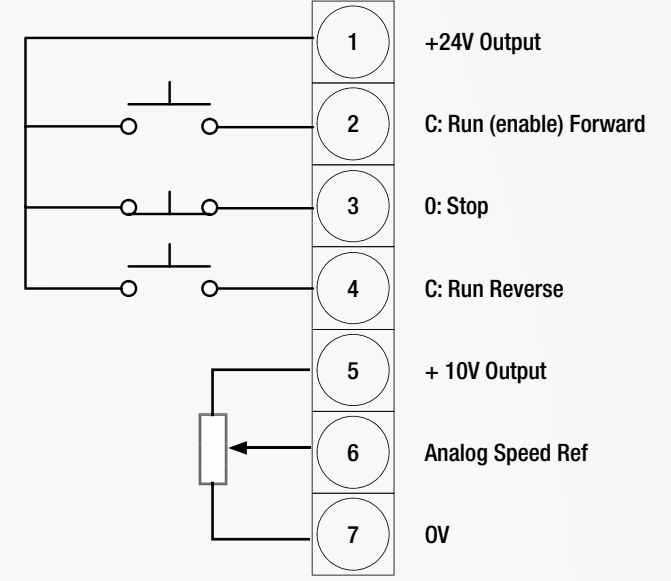 1 +24V Output
2 C: Run (enable) Forward
3 O: Stop
4 C: Run Reverse
5 + 10V Output
6 Analog Speed Ref
7 0V